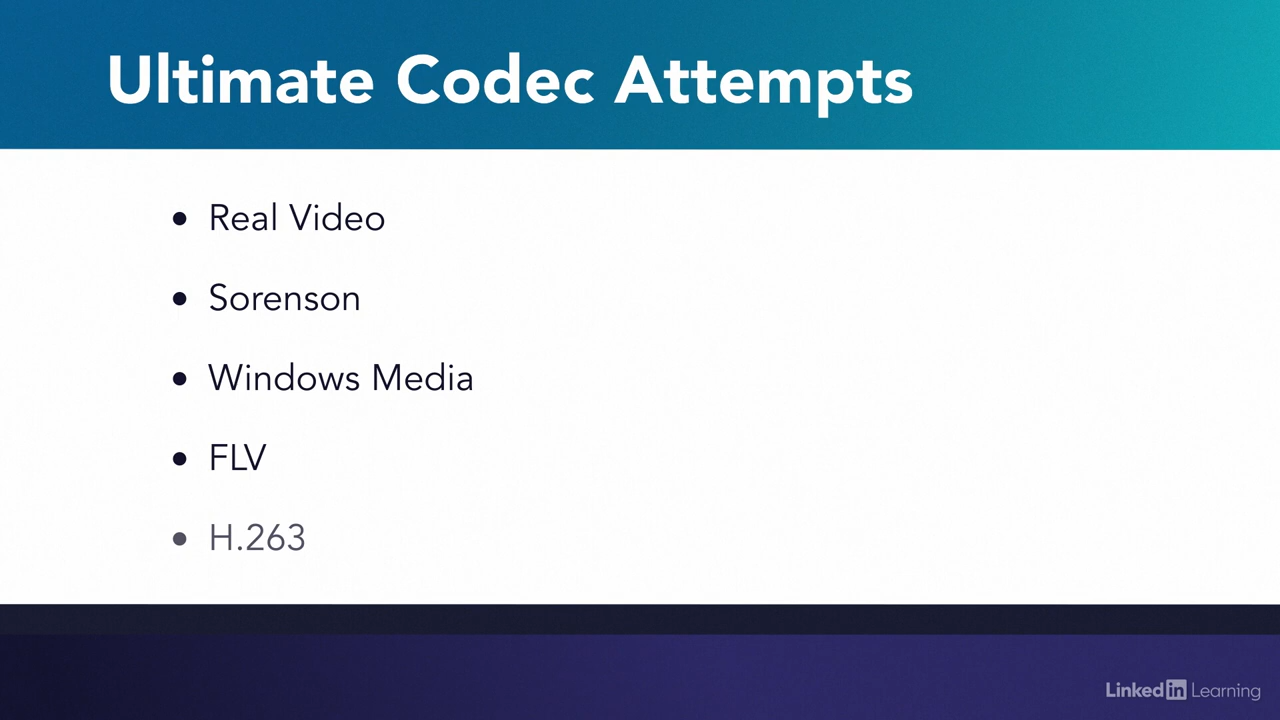 Ultimate Codec Attempts
• Real Video
• Sorenson
• Windows Media
• FLV
• H.263
Linked in Learning